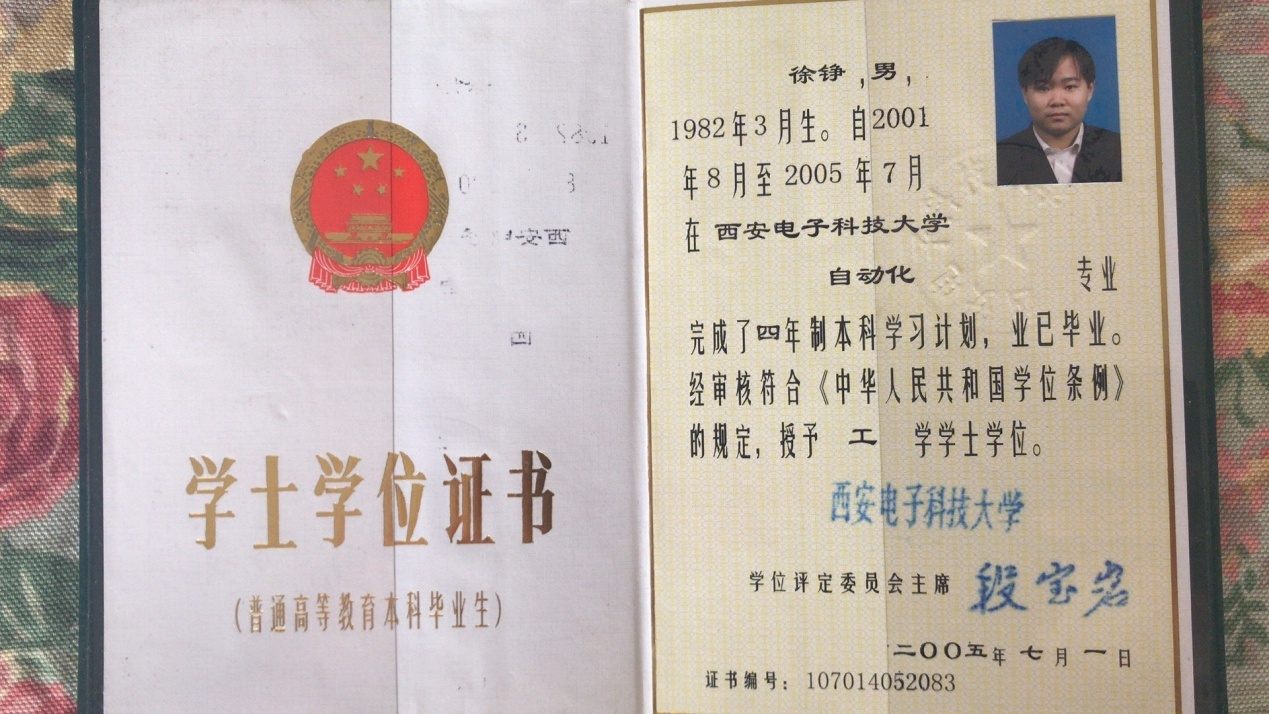 学士学位证书
(普通高等教育本科毕业生)
徐铮,男,
1982年3月生。自2001
年8月至2005年7月
在 西安电子科技大学
自动化 专业
完成了四年制本科学习计划,业已毕业。
经审核符合《中华人民共和国学位条例》
的规定,授予 工 学学士学位。
西安电子科技大学
学位评定委员会主席 段宝岩
二〇〇五年七月一日
证书编号:107014052083